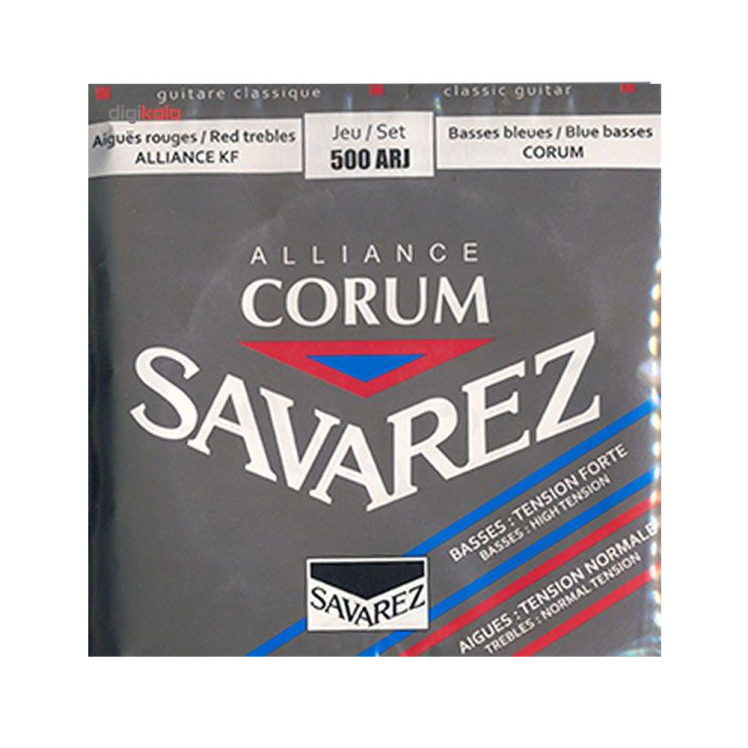 guitare classique
classic guitar
digikala
Aiguës rouges / Red trebles
ALLIANCE KF
Jeu / Set
500 ARJ
Basses bleues / Blue basses
CORUM
ALLIANCE
CORUM
SAVAREZ
BASSES : TENSION FORTE
BASSES : HIGH TENSION
AIGUES : TENSION NORMALE
TREBLES : NORMAL TENSION
SAVAREZ